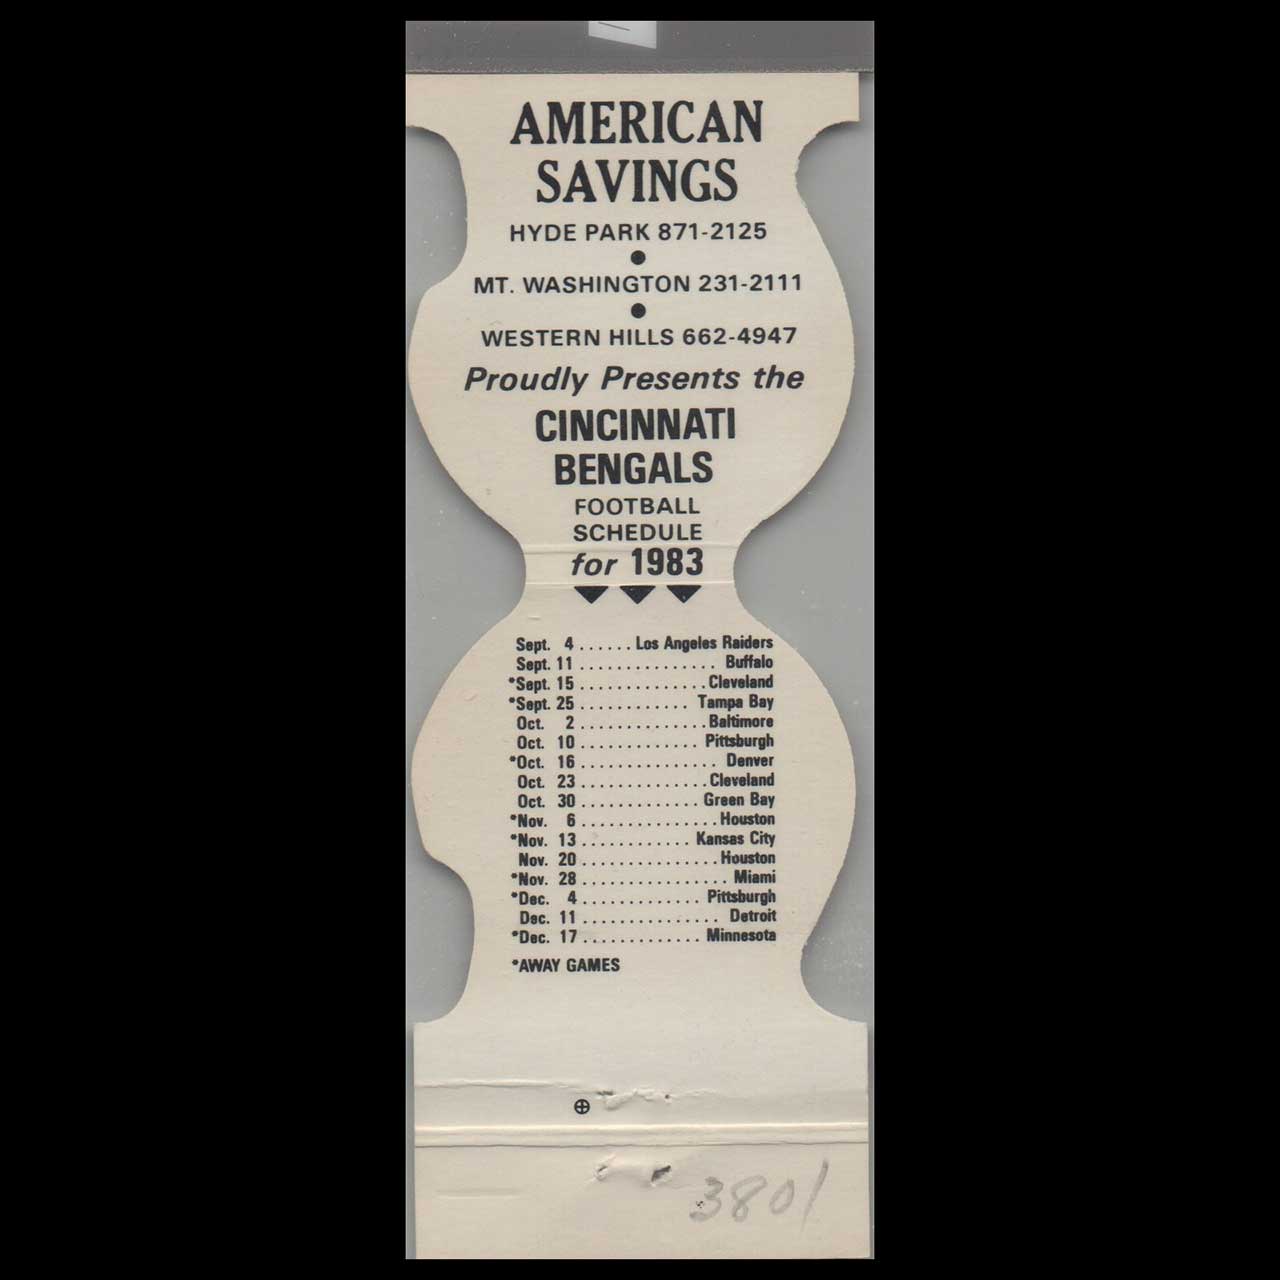 AMERICAN
SAVINGS
HYDE PARK 871-2125
●
MT. WASHINGTON 231-2111
●
WESTERN HILLS 662-4947
Proudly Presents the
CINCINNATI
BENGALS
FOOTBALL
SCHEDULE
for 1983
▼ ▼ ▼
Sept. 4 ...... Los Angeles Raiders
Sept. 11 ............... Buffalo
*Sept. 15 .............. Cleveland
*Sept. 25 ............ Tampa Bay
Oct. 2 .............. Baltimore
Oct. 10 ............. Pittsburgh
*Oct. 16 ............... Denver
Oct. 23 .............. Cleveland
Oct. 30 ............. Green Bay
*Nov. 6 ............... Houston
*Nov. 13 ............ Kansas City
Nov. 20 ............... Houston
*Nov. 28 ................ Miami
*Dec. 4 ............. Pittsburgh
Dec. 11 ............... Detroit
*Dec. 17 ............. Minnesota
*AWAY GAMES
3801